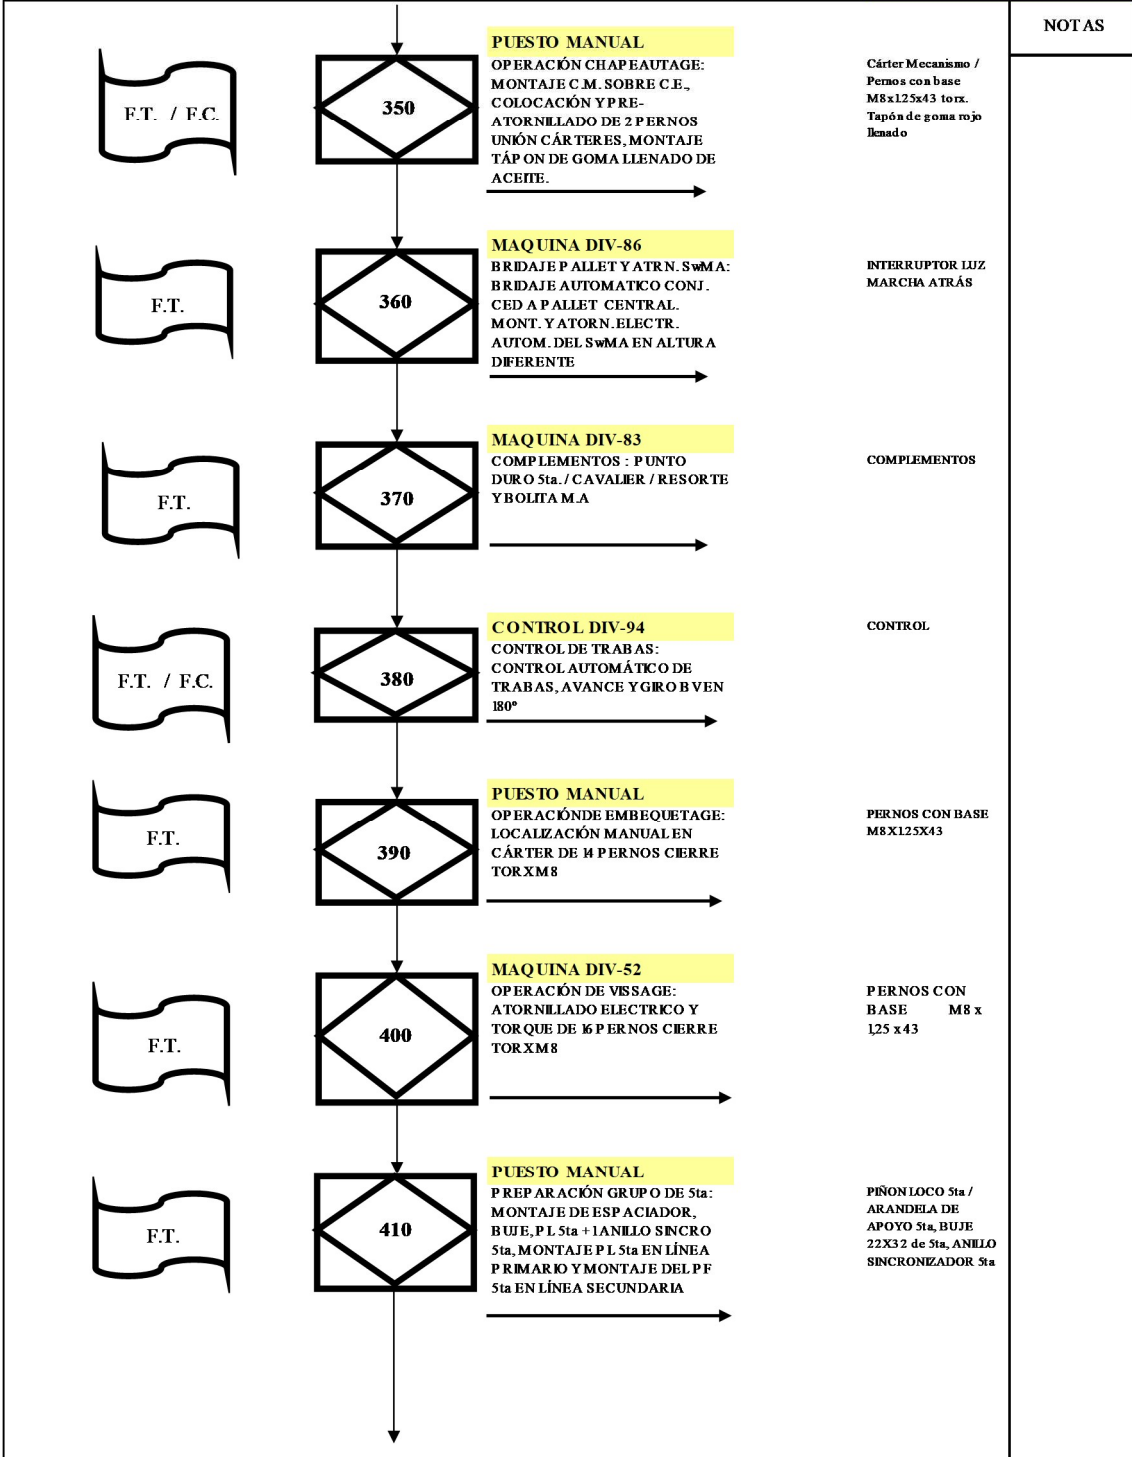 NOTAS
F.T. / F.C.
350
PUESTO MANUAL
OPERACIÓN CHAPEAUTAGE:
MONTAJE C.M. SOBRE C.E.,
COLOCACIÓN Y PRE-
ATORNILLADO DE 2 PERNOS
UNIÓN CÁRTERES, MONTAJE
TÁPON DE GOMA LLENADO DE
ACEITE.
Cárter Mecanismo /
Pernos con base
M8x1.25x43 torx.
Tapón de goma rojo
llenado
F.T.
360
MAQUINA DIV-86
BRIDAJE PALLET Y ATRN. SwMA:
BRIDAJE AUTOMATICO CONJ.
CED A PALLET CENTRAL.
MONT. Y ATORN. ELECTR.
AUTOM. DEL SwMA EN ALTURA
DIFERENTE
INTERRUPTOR LUZ
MARCHA ATRÁS
F.T.
370
MAQUINA DIV-83
COMPLEMENTOS : PUNTO
DURO 5ta. / CAVALIER / RESORTE
Y BOLITA M.A
COMPLEMENTOS
F.T. / F.C.
380
CONTROL DIV-94
CONTROL DE TRABAS:
CONTROL AUTOMÁTICO DE
TRABAS, AVANCE Y GIRO BV EN
180º
CONTROL
F.T.
390
PUESTO MANUAL
OPERACIÓNDE EMBEQUETAGE:
LOCALIZACIÓN MANUAL EN
CÁRTER DE 14 PERNOS CIERRE
TORX M8
PERNOS CON BASE
M8X1.25X43
F.T.
400
MAQUINA DIV-52
OPERACIÓN DE VISSAGE:
ATORNILLADO ELECTRICO Y
TORQUE DE 16 PERNOS CIERRE
TORX M8
PERNOS CON
BASE M8 x
1,25 x 43
F.T.
410
PUESTO MANUAL
PREPARACIÓN GRUPO DE 5ta:
MONTAJE DE ESPACIADOR,
BUJE, PL 5ta + 1 ANILLO SINCRO
5ta, MONTAJE PL 5ta EN LÍNEA
PRIMARIO Y MONTAJE DEL PF
5ta EN LÍNEA SECUNDARIA
PIÑON LOCO 5ta /
ARANDELA DE
APOYO 5ta, BUJE
22X32 de 5ta, ANILLO
SINCRONIZADOR 5ta